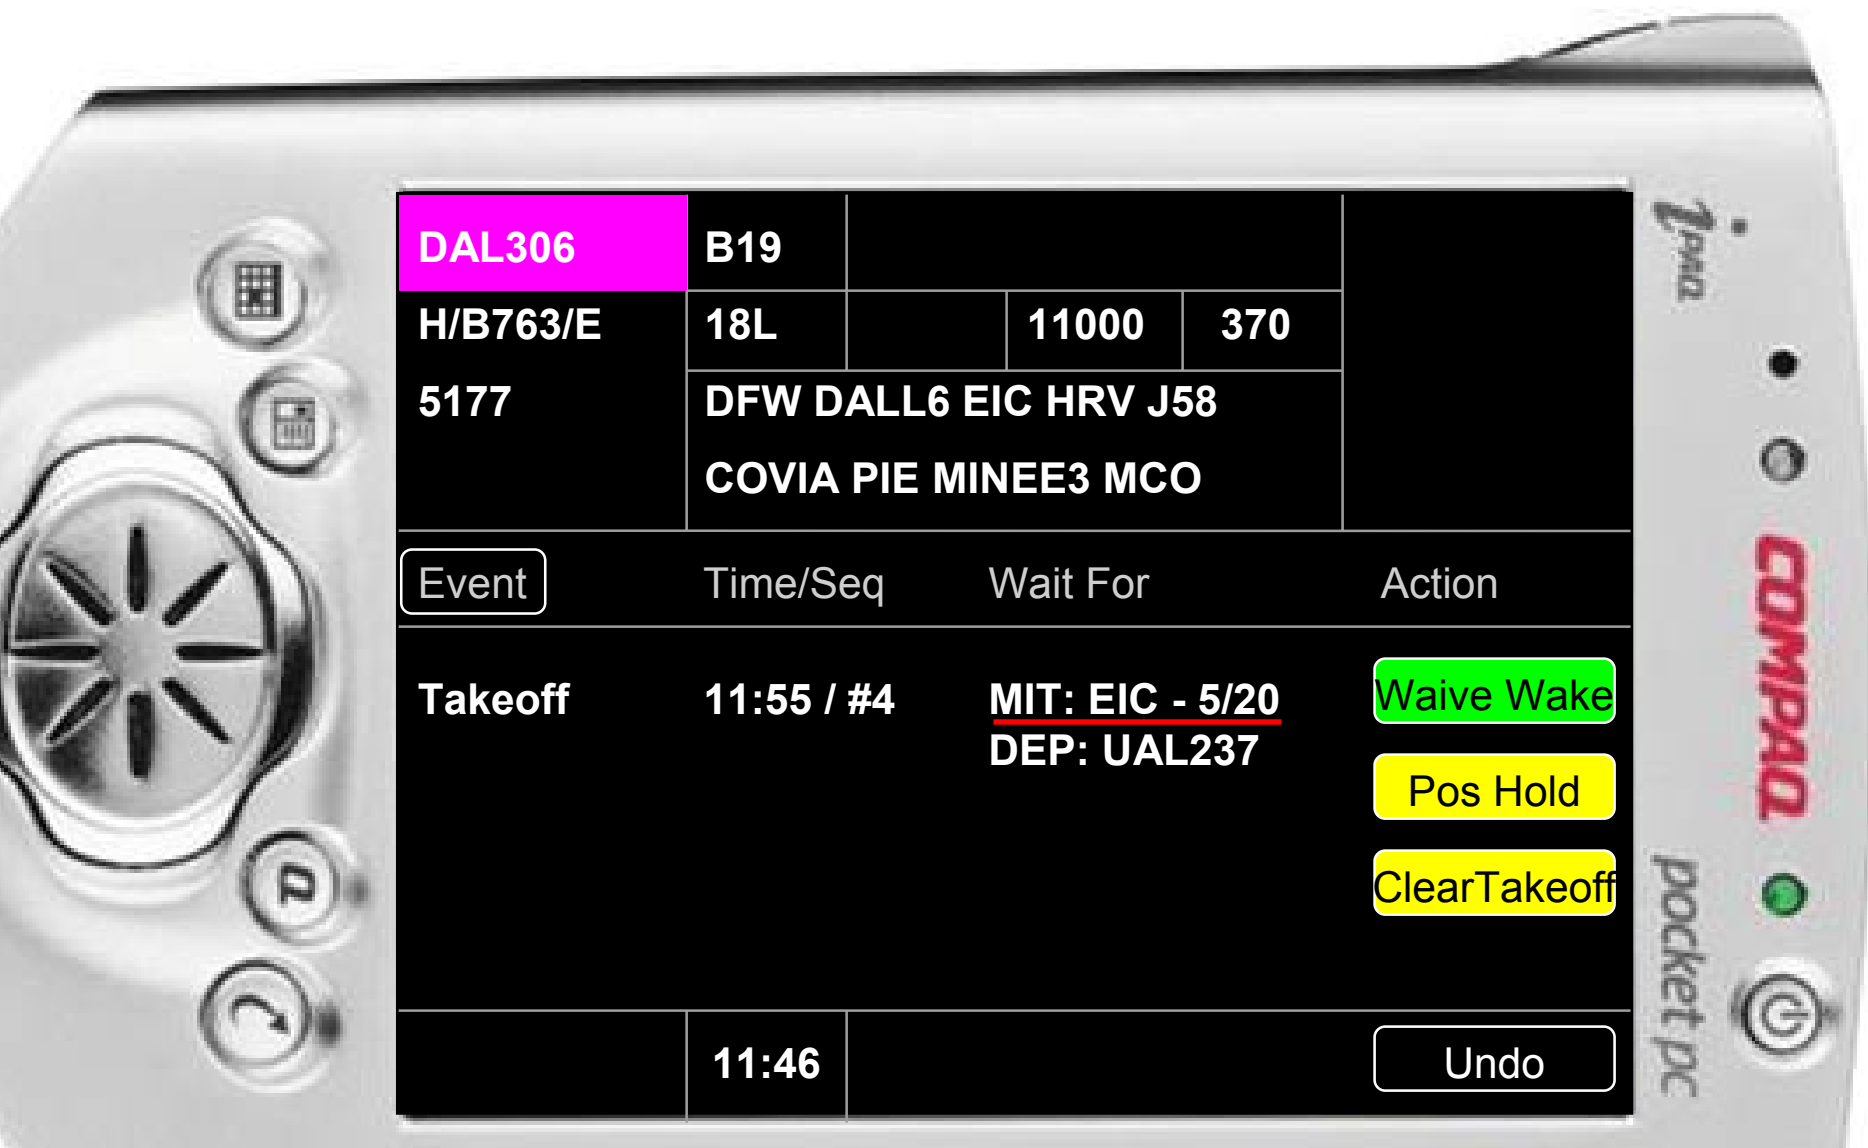 DAL306 B19
H/B763/E 18L 11000 370
5177 DFW DALL6 EIC HRV J58
COVIA PIE MINEE3 MCO
Event Time/Seq Wait For Action
Takeoff 11:55 / #4 MIT: EIC - 5/20 Waive Wake
DEP: UAL237
Pos Hold
ClearTakeoff
11:46 Undo
iPAQ
COMPAQ
pocket pc